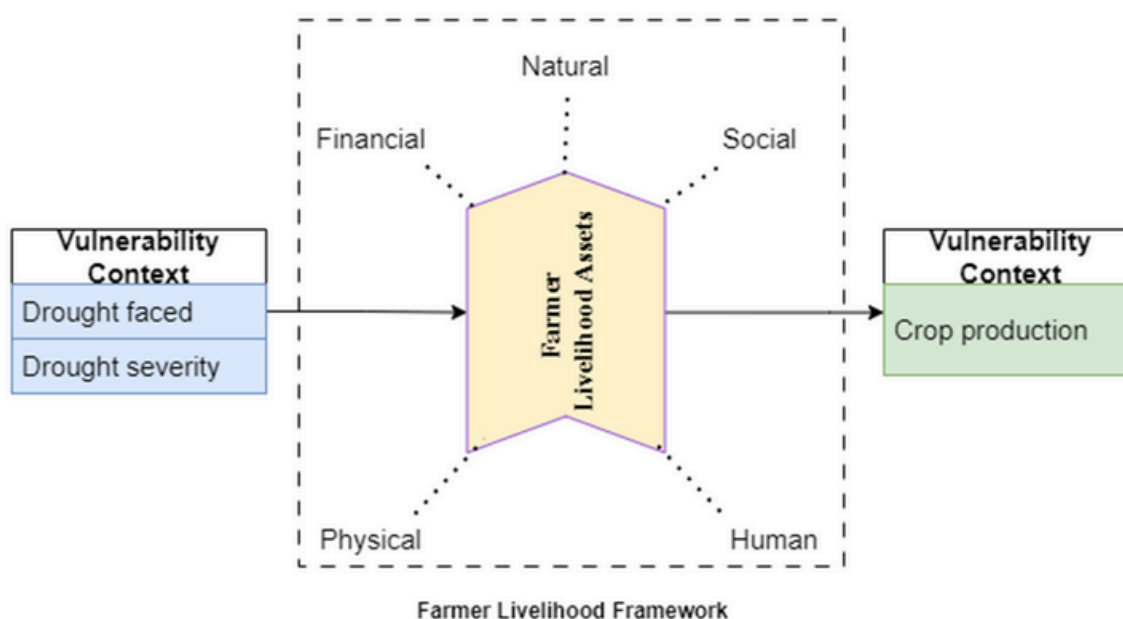 Natural
Financial
Social
Vulnerability
Context
Drought faced
Drought severity
Farmer
Livelihood Assets
Vulnerability
Context
Crop production
Physical
Human
Farmer Livelihood Framework